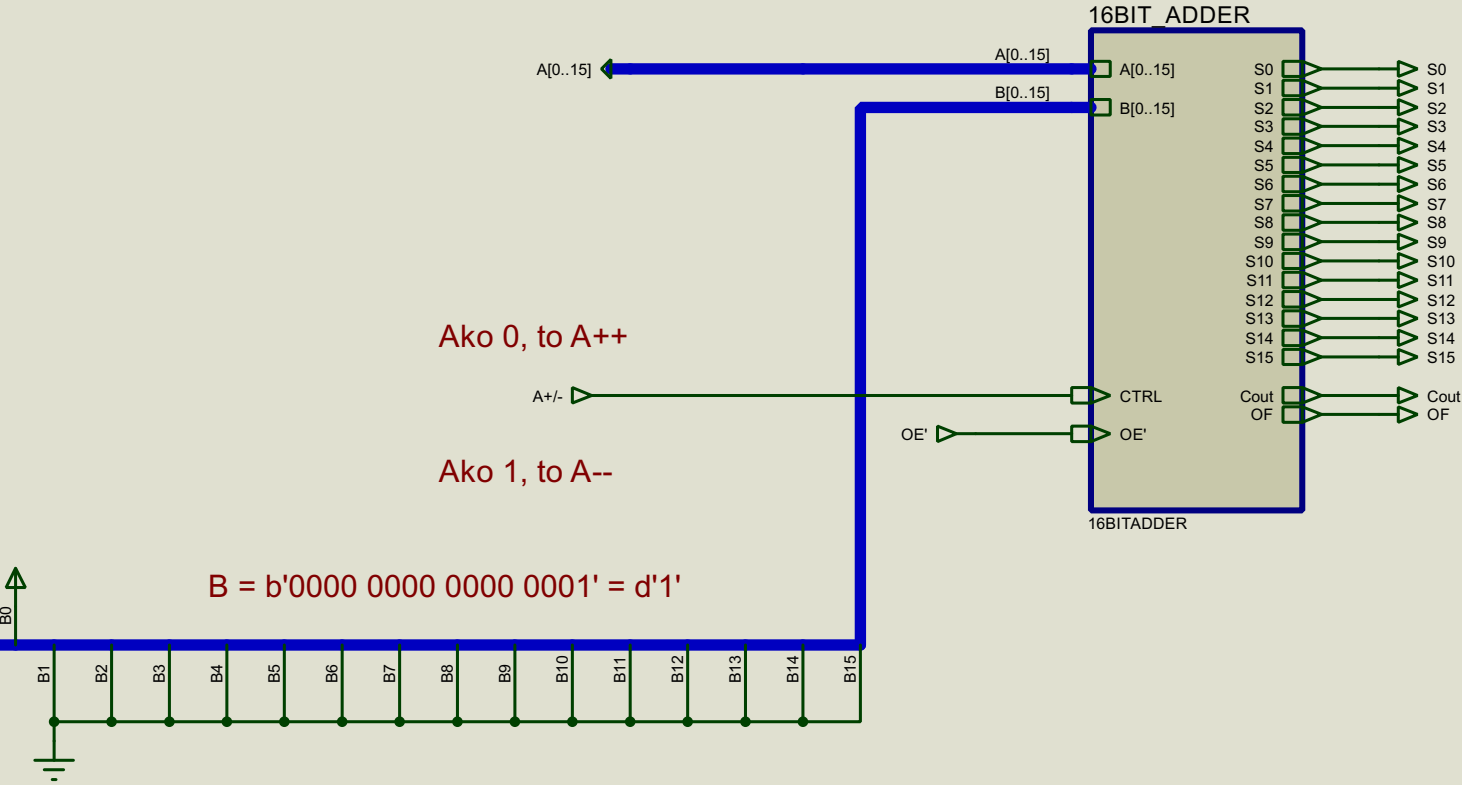 16BIT_ADDER
A[0..15]
A[0..15]
A[0..15]
B[0..15]
B[0..15]
S0
S0
S1
S1
S2
S2
S3
S3
S4
S4
S5
S5
S6
S6
S7
S7
S8
S8
S9
S9
S10
S10
S11
S11
S12
S12
S13
S13
S14
S14
S15
S15
Ako 0, to A++
A+/-
CTRL
Cout
Cout
OE'
OE'
OF
OF
Ako 1, to A--
16BITADDER
B = b'0000 0000 0000 0001' = d'1'
B0
B1
B2
B3
B4
B5
B6
B7
B8
B9
B10
B11
B12
B13
B14
B15